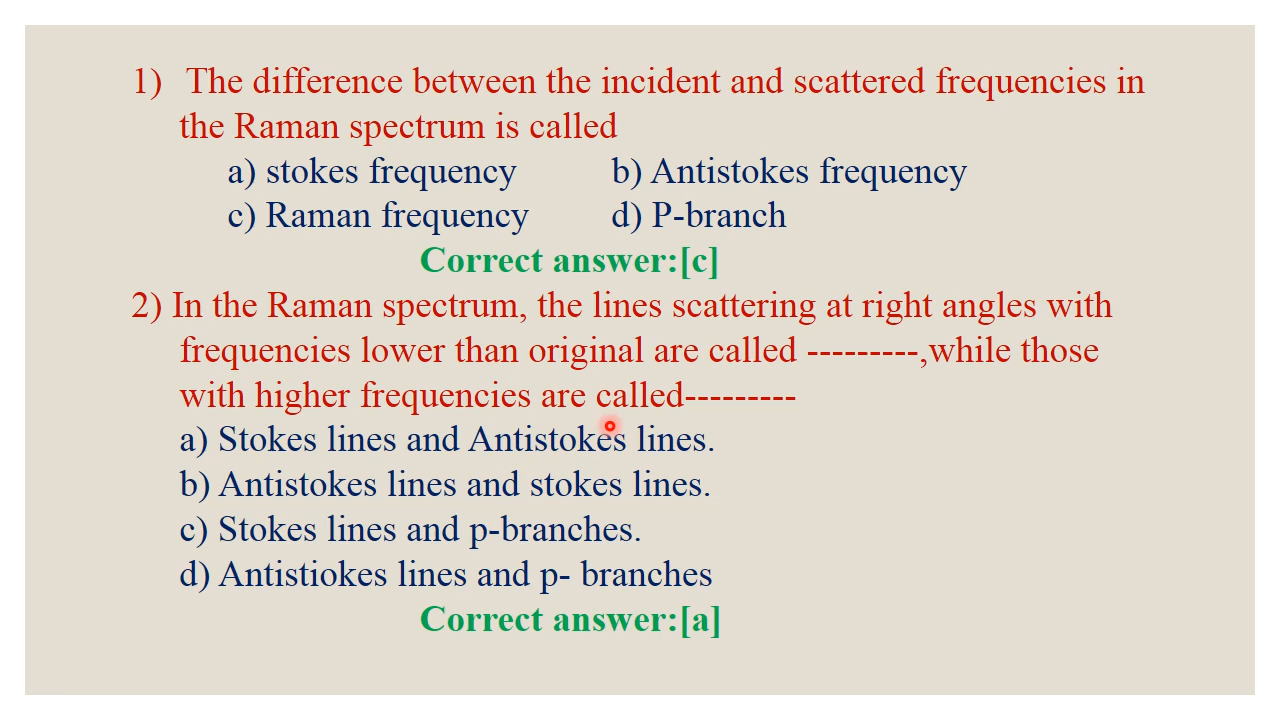 1) The difference between the incident and scattered frequencies in
the Raman spectrum is called
a) stokes frequency b) Antistokes frequency
c) Raman frequency d) P-branch
Correct answer:[c]
2) In the Raman spectrum, the lines scattering at right angles with
frequencies lower than original are called ---------,while those
with higher frequencies are called---------
a) Stokes lines and Antistokes lines.
b) Antistokes lines and stokes lines.
c) Stokes lines and p-branches.
d) Antistiokes lines and p- branches
Correct answer:[a]